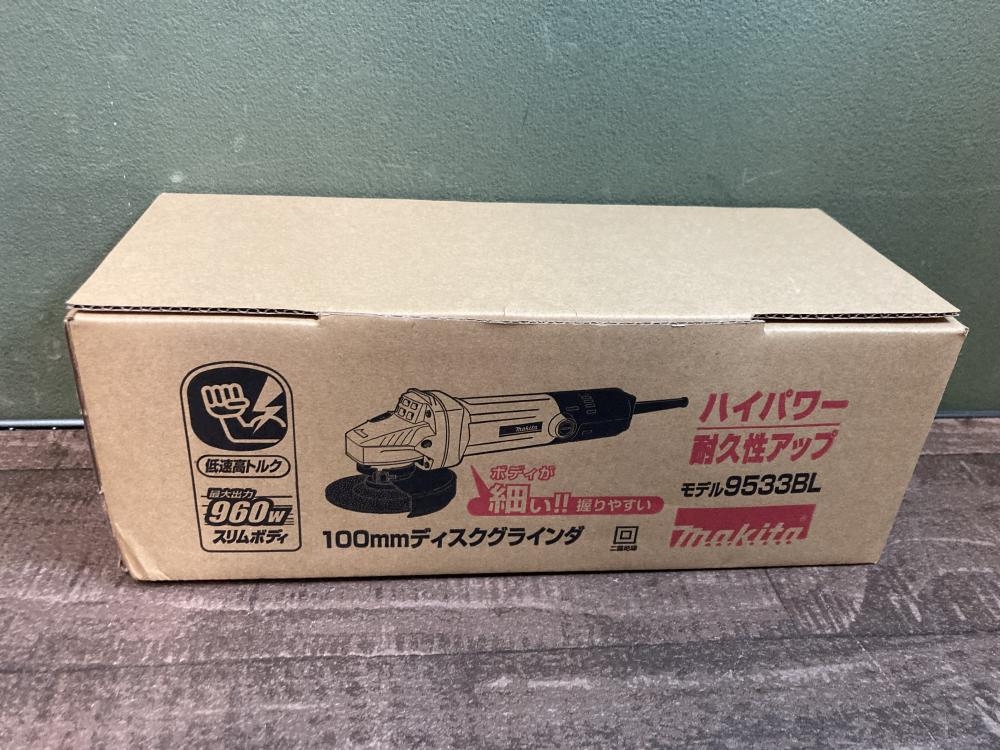 低速高トルク
最大出力
960W
スリムボディ
makita
ボディが
細い!! 握りやすい
100mmディスクグラインダ
二重絶縁
ハイパワー
耐久性アップ
モデル9533BL
makita